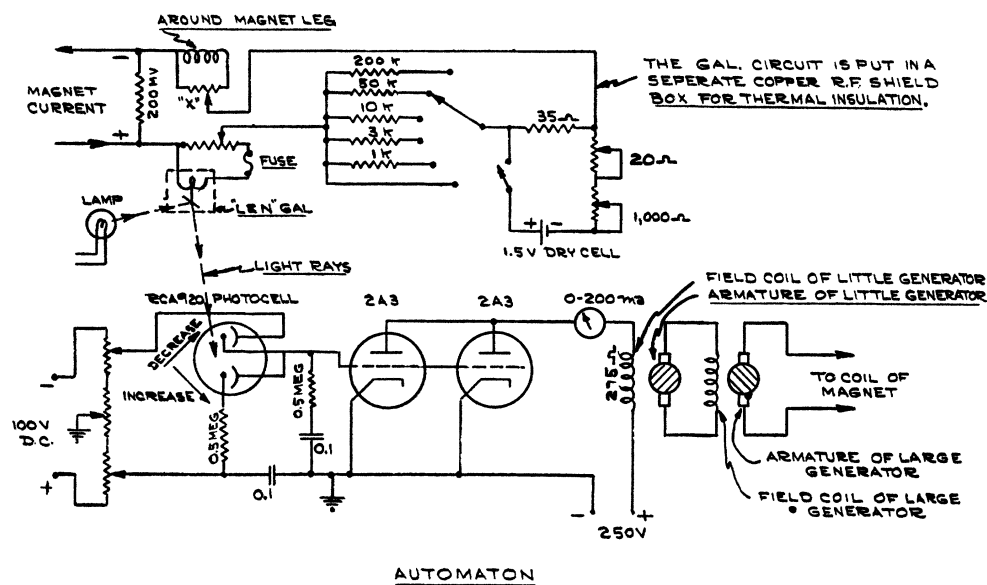 AROUND MAGNET LEG
-
MAGNET
CURRENT
200 MV
"X"
+
FUSE
LAMP
"L E N" GAL
LIGHT RAYS
200 K
50 K
10 K
3 K
1 K
35Ω
20Ω
1,000Ω
+ -
1.5 V DRY CELL
THE GAL. CIRCUIT IS PUT IN A
SEPERATE COPPER R.F. SHIELD
BOX FOR THERMAL INSULATION.
RCA920 PHOTOCELL
DECREASE
INCREASE
-
100V
D.C.
+
0.5MEG
0.5 MEG
0.1
0.1
2A3
2A3
0-200 ma
275Ω
- +
250V
FIELD COIL OF LITTLE GENERATOR
ARMATURE OF LITTLE GENERATOR
TO COIL OF
MAGNET
ARMATURE OF LARGE
GENERATOR
FIELD COIL OF LARGE
GENERATOR
AUTOMATON